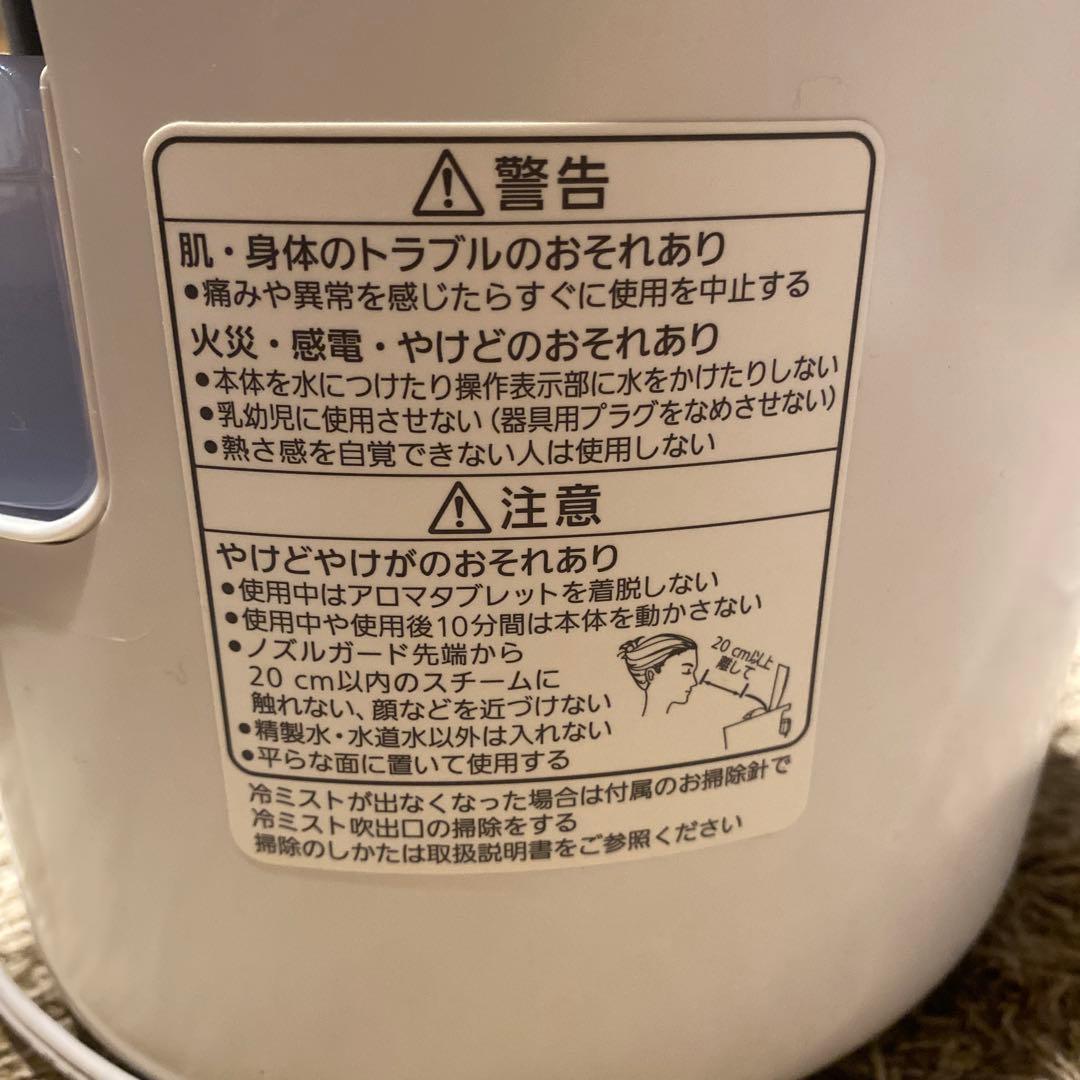 ⚠警告
肌・身体のトラブルのおそれあり
●痛みや異常を感じたらすぐに使用を中止する
火災・感電・やけどのおそれあり
●本体を水につけたり操作表示部に水をかけたりしない
●乳幼児に使用させない(器具用プラグをなめさせない)
●熱さ感を自覚できない人は使用しない
⚠注意
やけどやけがのおそれあり
●使用中はアロマタブレットを着脱しない
●使用中や使用後10分間は本体を動かさない
●ノズルガード先端から
20 cm以内のスチームに
触れない、顔などを近づけない
20 cm以上
離して
●精製水・水道水以外は入れない
●平らな面に置いて使用する
冷ミストが出なくなった場合は付属のお掃除針で
冷ミスト吹出口の掃除をする
掃除のしかたは取扱説明書をご参照ください